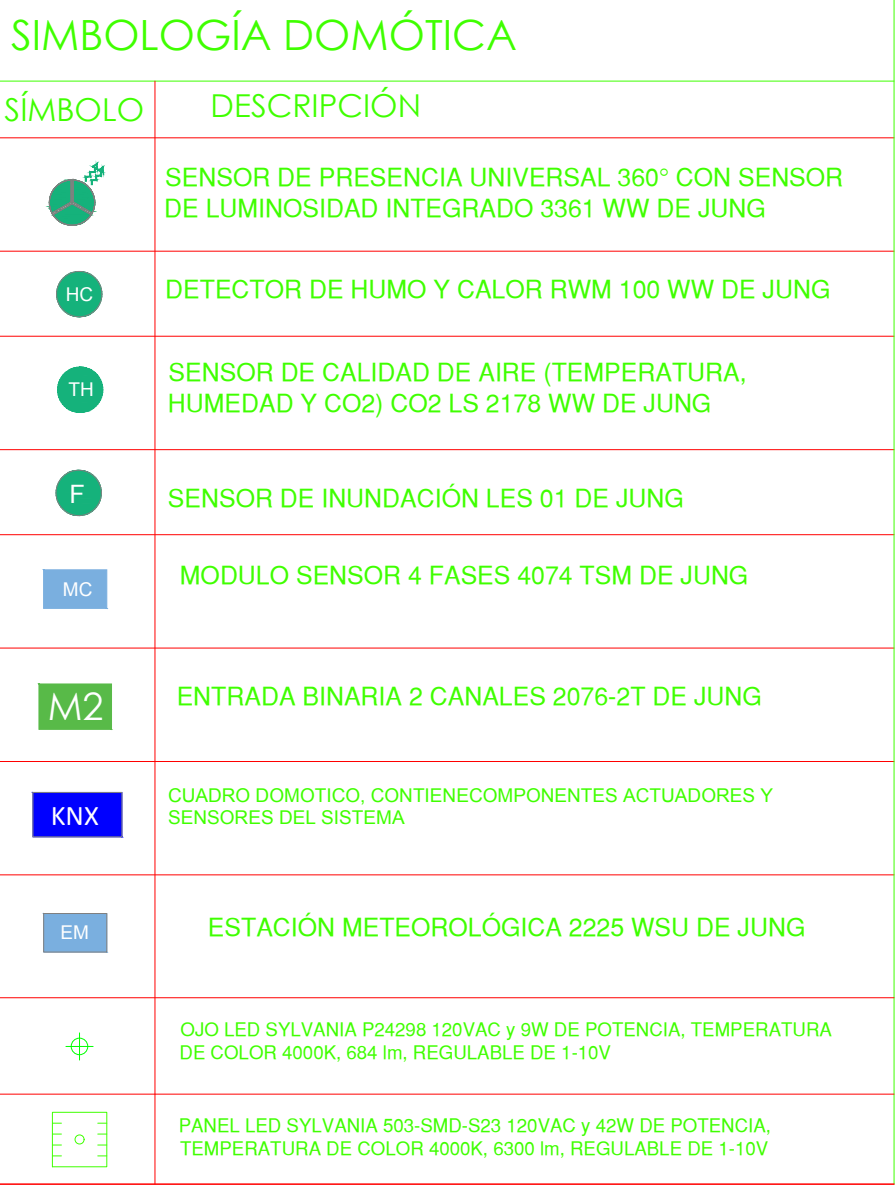 SIMBOLOGÍA DOMÓTICA
SÍMBOLO DESCRIPCIÓN
SENSOR DE PRESENCIA UNIVERSAL 360° CON SENSOR
DE LUMINOSIDAD INTEGRADO 3361 WW DE JUNG
HC DETECTOR DE HUMO Y CALOR RWM 100 WW DE JUNG
TH
SENSOR DE CALIDAD DE AIRE (TEMPERATURA,
HUMEDAD Y CO2) CO2 LS 2178 WW DE JUNG
F SENSOR DE INUNDACIÓN LES 01 DE JUNG
MC MODULO SENSOR 4 FASES 4074 TSM DE JUNG
M2 ENTRADA BINARIA 2 CANALES 2076-2T DE JUNG
KNX
CUADRO DOMOTICO, CONTIENECOMPONENTES ACTUADORES Y
SENSORES DEL SISTEMA
EM ESTACIÓN METEOROLÓGICA 2225 WSU DE JUNG
OJO LED SYLVANIA P24298 120VAC y 9W DE POTENCIA, TEMPERATURA
DE COLOR 4000K, 684 lm, REGULABLE DE 1-10V
PANEL LED SYLVANIA 503-SMD-S23 120VAC y 42W DE POTENCIA,
TEMPERATURA DE COLOR 4000K, 6300 lm, REGULABLE DE 1-10V